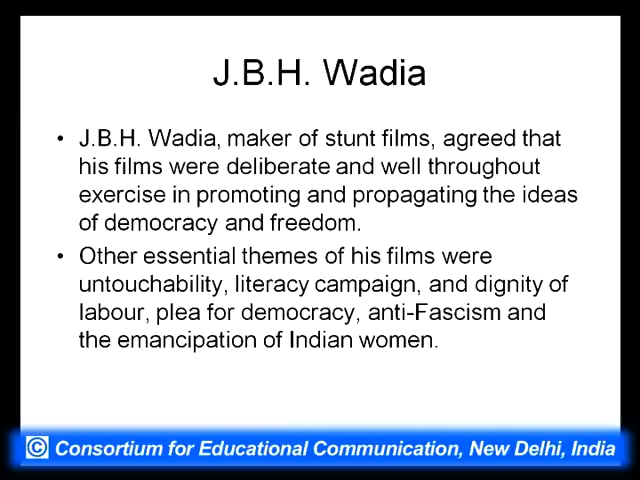 J.B.H. Wadia
• J.B.H. Wadia, maker of stunt films, agreed that
his films were deliberate and well throughout
exercise in promoting and propagating the ideas
of democracy and freedom.
• Other essential themes of his films were
untouchability, literacy campaign, and dignity of
labour, plea for democracy, anti-Fascism and
the emancipation of Indian women.
© Consortium for Educational Communication, New Delhi, India